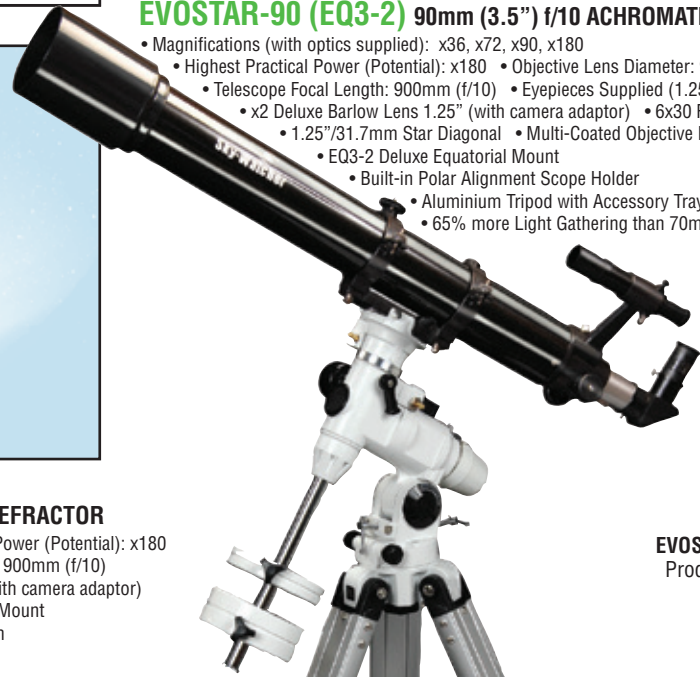 EVOSTAR-90 (EQ3-2) 90mm (3.5”) f/10 ACHROMAT
• Magnifications (with optics supplied): x36, x72, x90, x180
• Highest Practical Power (Potential): x180 • Objective Lens Diameter:
• Telescope Focal Length: 900mm (f/10) • Eyepieces Supplied (1.25
• x2 Deluxe Barlow Lens 1.25” (with camera adaptor) • 6x30 F
• 1.25”/31.7mm Star Diagonal • Multi-Coated Objective
• EQ3-2 Deluxe Equatorial Mount
• Built-in Polar Alignment Scope Holder
• Aluminium Tripod with Accessory Tray
• 65% more Light Gathering than 70m
Sky-Watcher
EFRACTOR
Power (Potential): x180
900mm (f/10)
ith camera adaptor)
Mount
EVOS
Prod